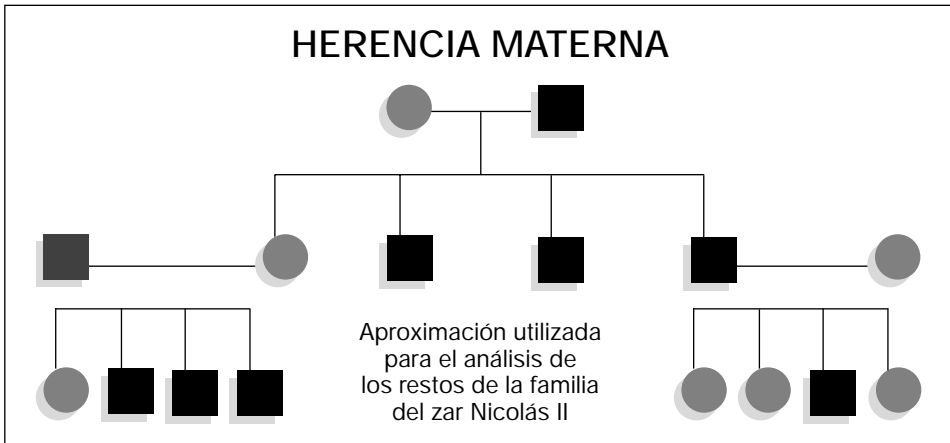 HERENCIA MATERNA
Aproximación utilizada
para el análisis de
los restos de la familia
del zar Nicolás II